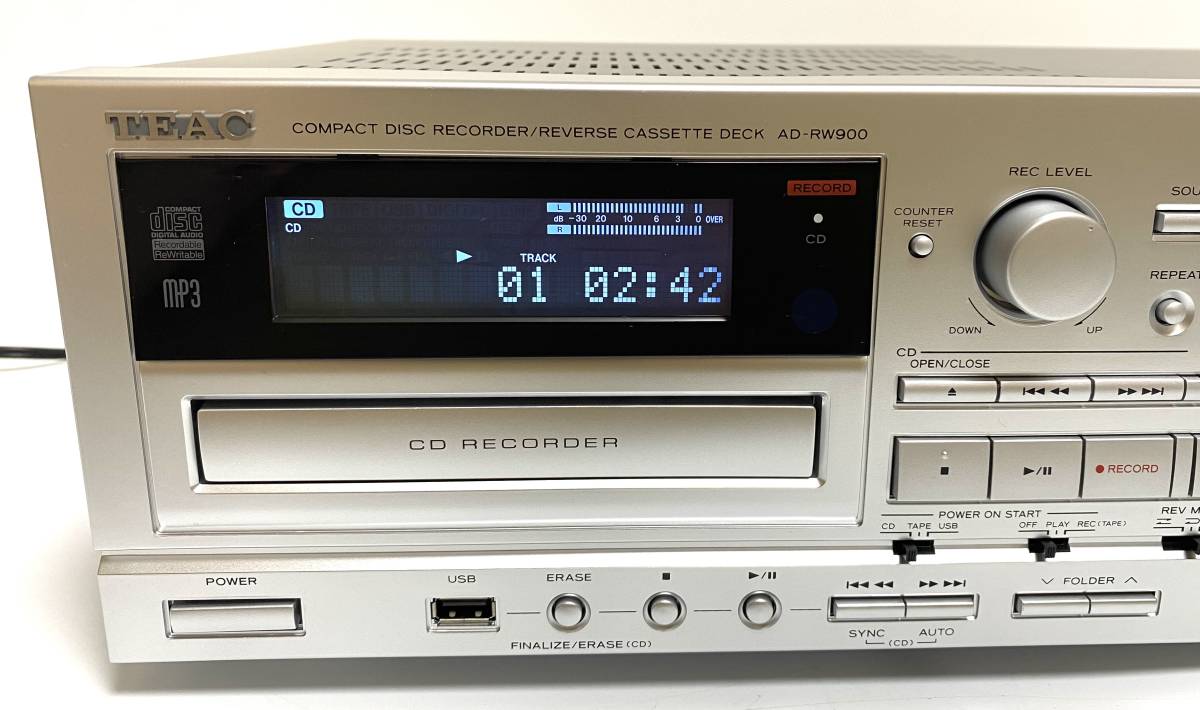 TEAC
COMPACT DISC RECORDER/REVERSE CASSETTE DECK AD-RW900
COMPACT
disc
DIGITAL AUDIO
Recordable
ReWritable
MP3
CD
CD
L
dB -30 20 10 6 3 0 OVER
R
TRACK
01 02:42
RECORD
CD
REC LEVEL
COUNTER
RESET
DOWN UP
SOU
REPEAT
CD
OPEN/CLOSE
CD RECORDER
RECORD
POWER ON START
CD TAPE USB
OFF PLAY REC(TAPE)
REV M
POWER
USB
ERASE
FINALIZE/ERASE (CD)
SYNC AUTO
(CD)
FOLDER